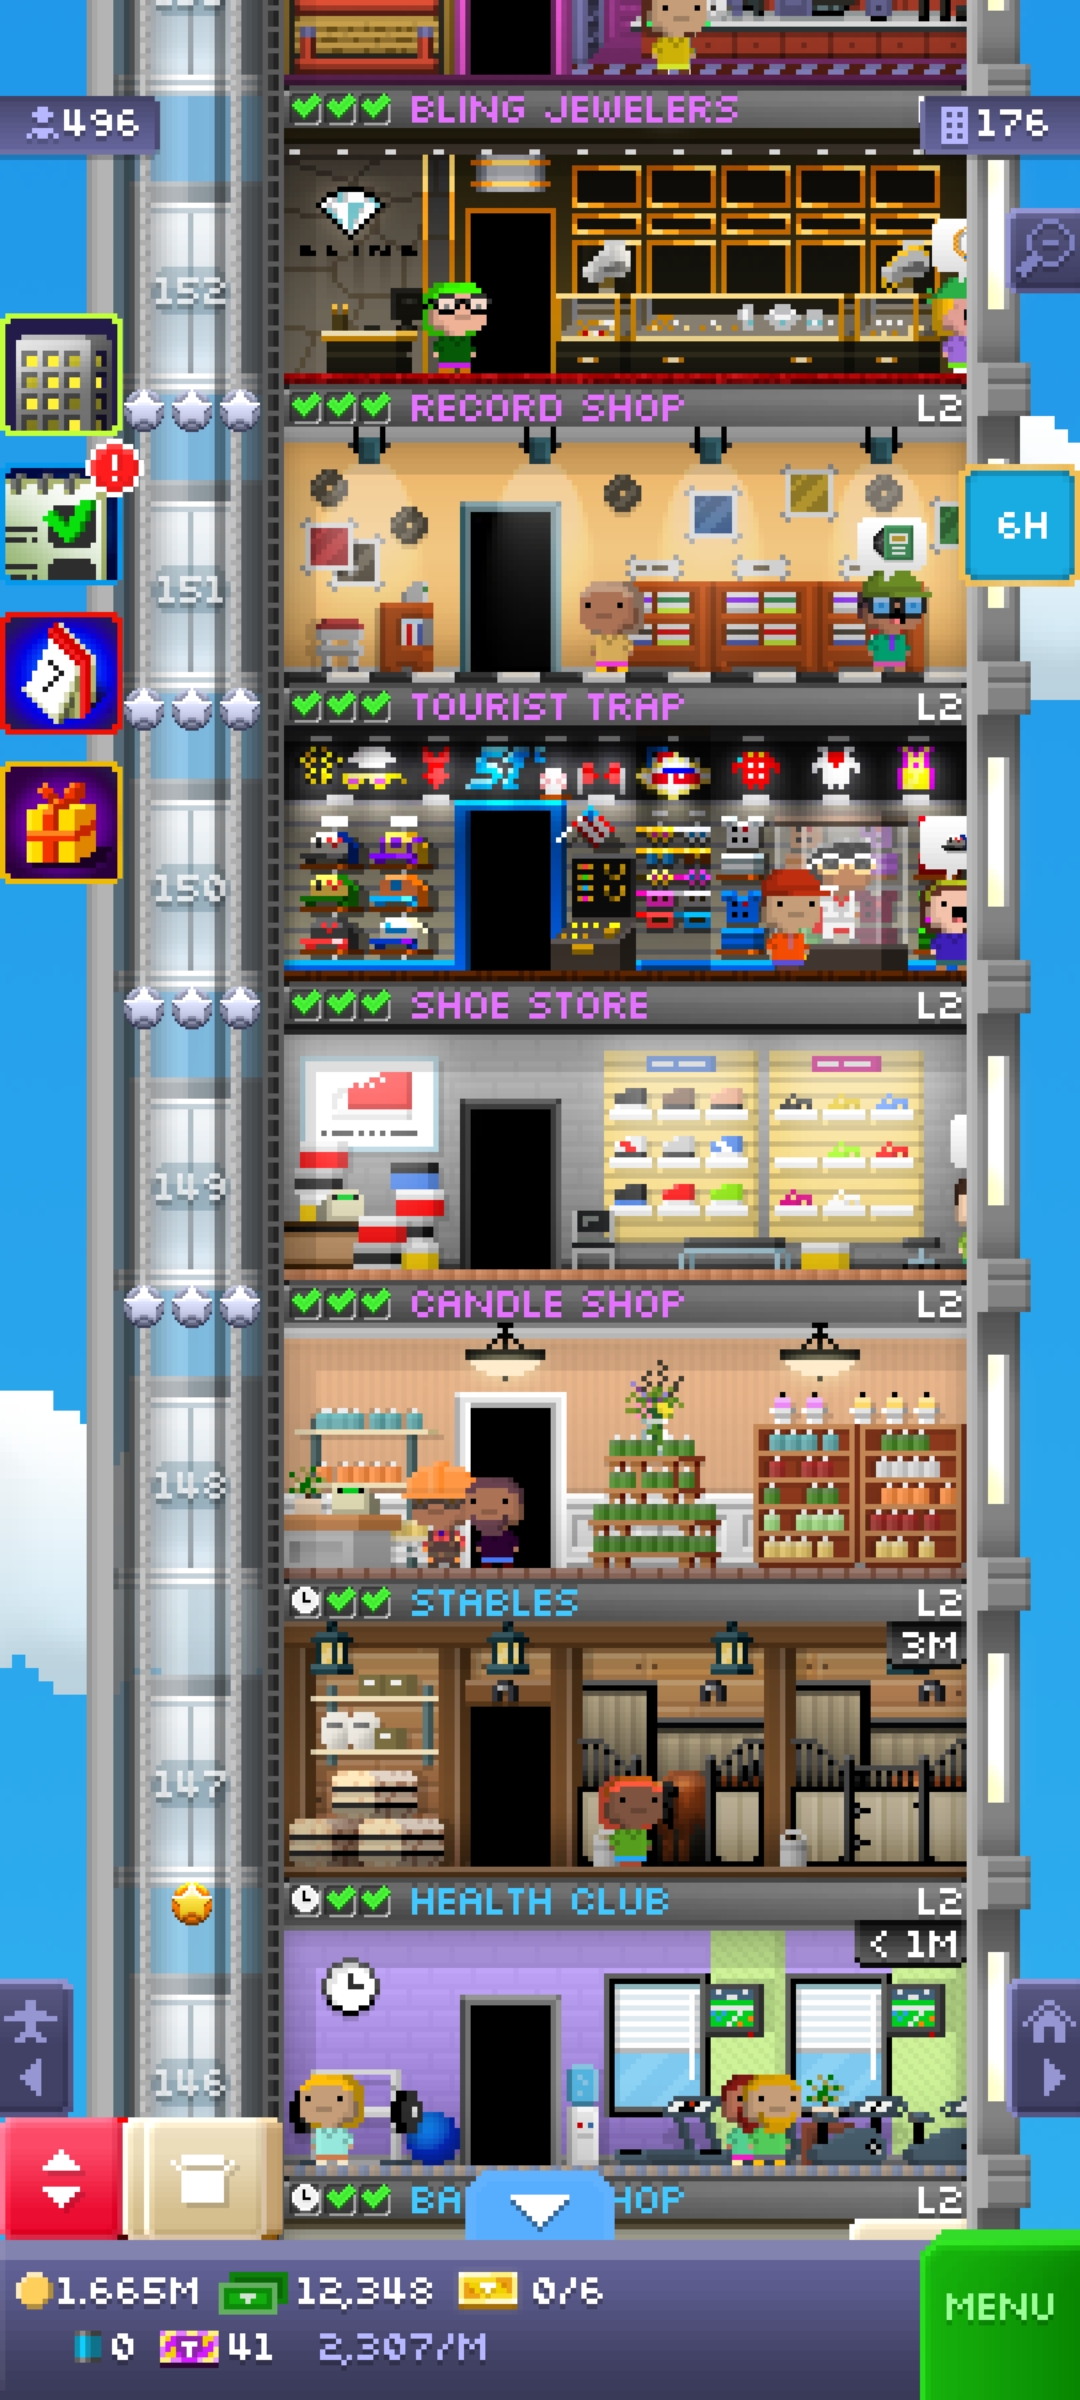 BLING JEWELERS
496
176
BLING
152
RECORD SHOP L2
6H
151
TOURIST TRAP L2
7
150
SHOE STORE L2
149
CANDLE SHOP L2
148
STABLES L2
3M
147
HEALTH CLUB L2
< 1M
146
L2
1.665M 12,348 0/6
MENU
0 T 41 2,307/M